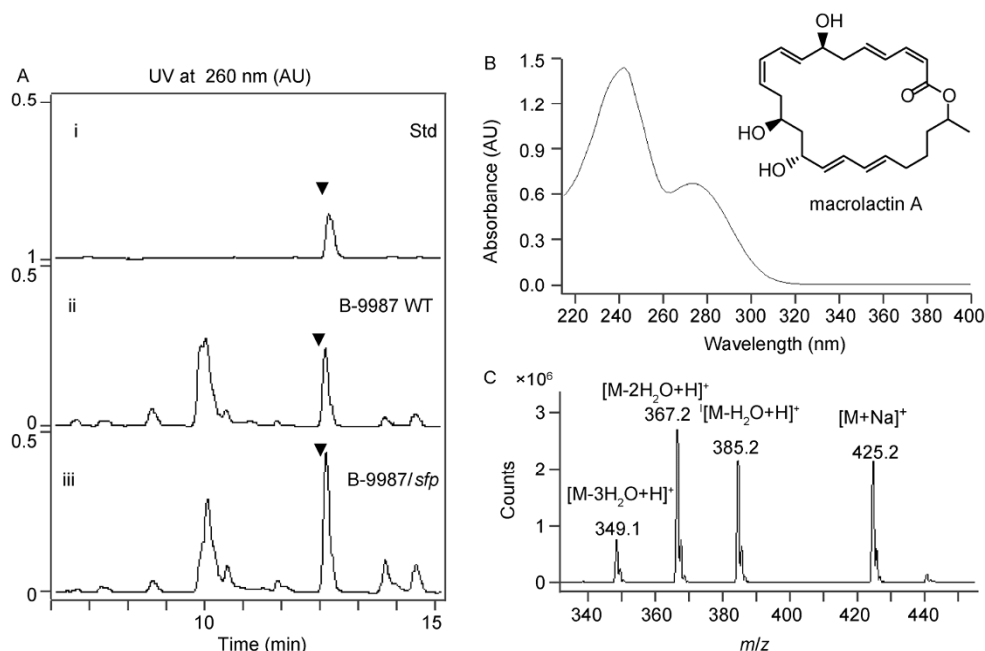 A
UV at 260 nm (AU)
0.5
i
Std
1
0.5
ii
B-9987 WT
0
0.5
iii
B-9987/sfp
0
10
15
Time (min)
B
OH
O
O
HO
HO
macrolactin A
Absorbance (AU)
1.5
1.2
0.9
0.6
0.3
0.0
220 240 260 280 300 320 340 360 380 400
Wavelength (nm)
C
×10⁶
[M-2H₂O+H]⁺
367.2
[M-H₂O+H]⁺
385.2
[M+Na]⁺
425.2
[M-3H₂O+H]⁺
349.1
Counts
3
2
1
0
340 360 380 400 420 440
m/z